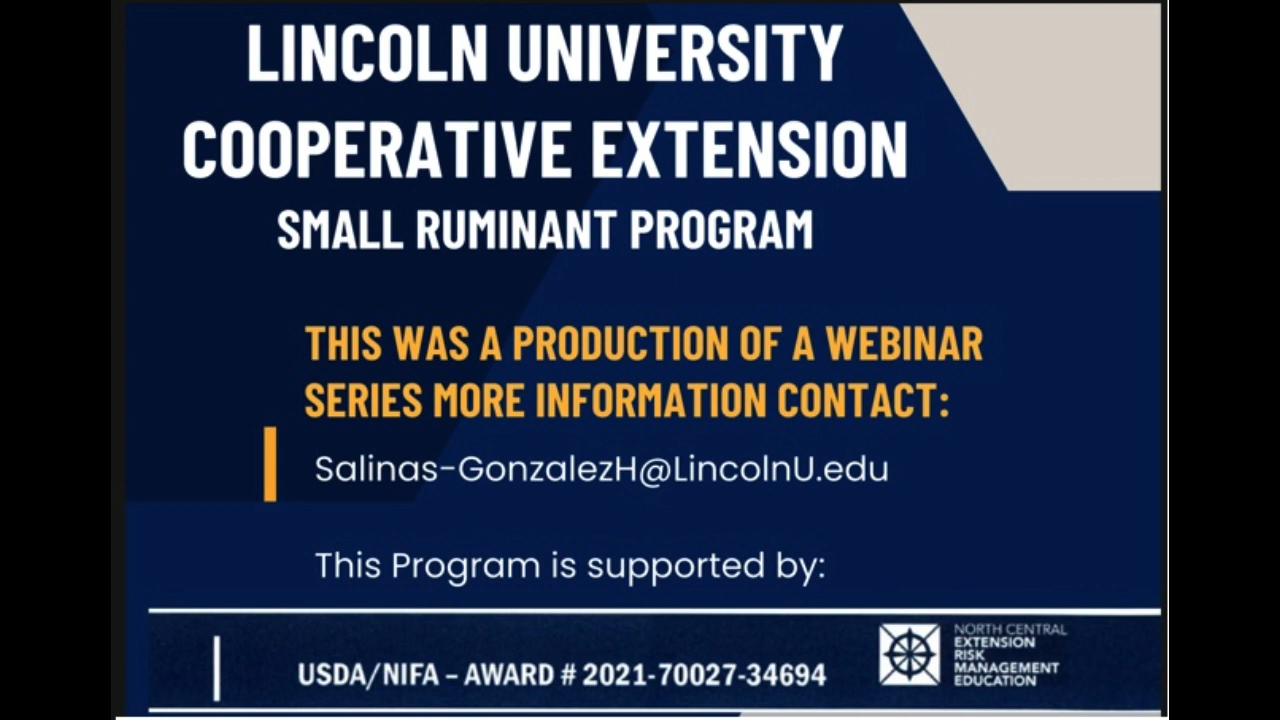 LINCOLN UNIVERSITY
COOPERATIVE EXTENSION
SMALL RUMINANT PROGRAM
THIS WAS A PRODUCTION OF A WEBINAR
SERIES MORE INFORMATION CONTACT:
Salinas-GonzalezH@LincolnU.edu
This Program is supported by:
USDA/NIFA – AWARD # 2021-70027-34694
NORTH CENTRAL
EXTENSION
RISK
MANAGEMENT
EDUCATION